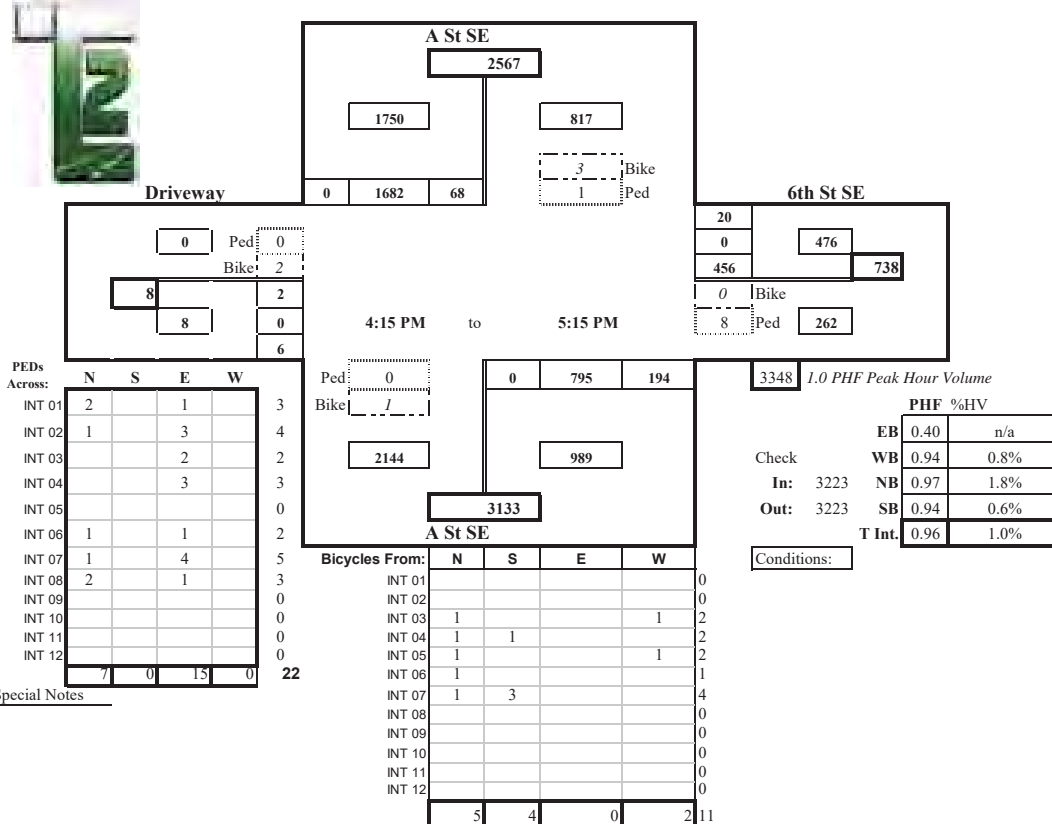 A St SE
2567
1750 817
3 Bike
0 1682 68 1 Ped
Driveway 6th St SE
20
0 Ped 0 0 476
Bike 2 456 738
8 2 0 Bike
8 0 4:15 PM to 5:15 PM 8 Ped 262
6
PEDs Across: N S E W
INT 01 2 1 3
INT 02 1 3 4
INT 03 2 2
INT 04 3 3
INT 05 0
INT 06 1 1 2
INT 07 1 4 5
INT 08 2 1 3
INT 09 0
INT 10 0
INT 11 0
INT 12 0
7 0 15 0 22
Special Notes
Ped 0 0 795 194
Bike 1
2144 989
3133
A St SE
3348 1.0 PHF Peak Hour Volume
PHF %HV
EB 0.40 n/a
Check WB 0.94 0.8%
In: 3223 NB 0.97 1.8%
Out: 3223 SB 0.94 0.6%
T Int. 0.96 1.0%
Conditions:
Bicycles From: N S E W
INT 01 0
INT 02 0
INT 03 1 1 2
INT 04 1 1 2
INT 05 1 1 2
INT 06 1 1
INT 07 1 3 4
INT 08 0
INT 09 0
INT 10 0
INT 11 0
INT 12 0
5 4 0 2 11